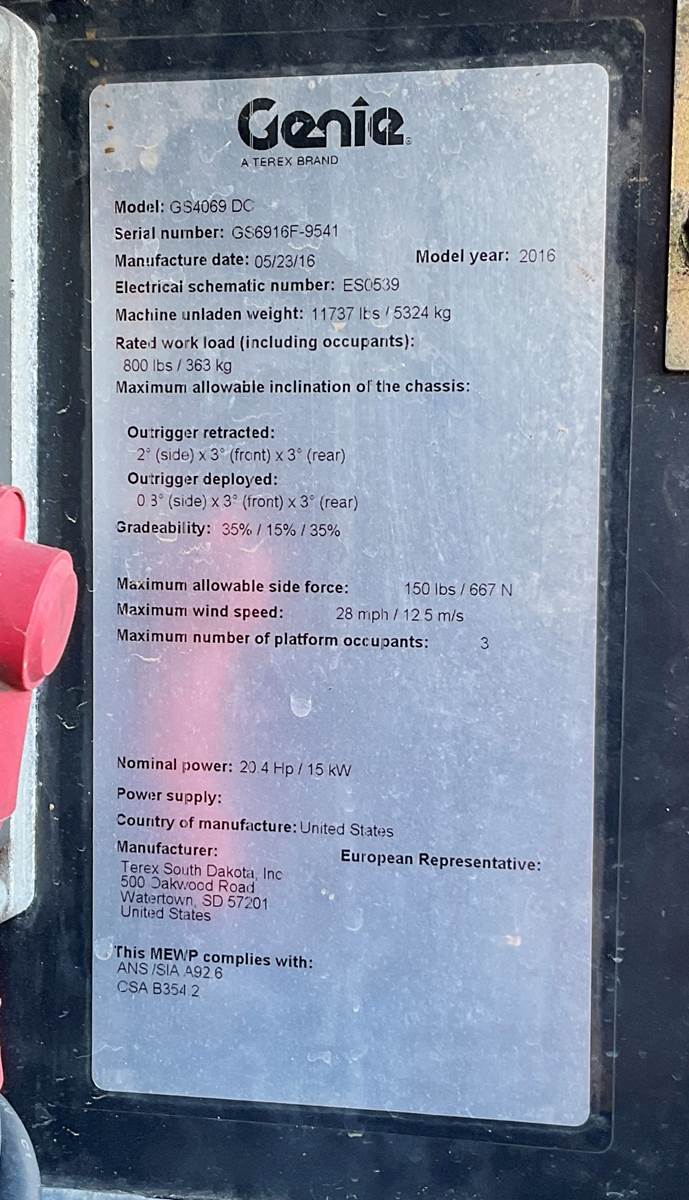 Genie
A TEREX BRAND
Model: GS4069 DC
Serial number: GS6916F-9541
Manufacture date: 05/23/16 Model year: 2016
Electrical schematic number: ES0539
Machine unladen weight: 11737 lbs / 5324 kg
Rated work load (including occupants):
800 lbs / 363 kg
Maximum allowable inclination of the chassis:
Outrigger retracted:
2° (side) x 3° (front) x 3° (rear)
Outrigger deployed:
0.3° (side) x 3° (front) x 3° (rear)
Gradeability: 35% / 15% / 35%
Maximum allowable side force: 150 lbs / 667 N
Maximum wind speed: 28 mph / 12.5 m/s
Maximum number of platform occupants: 3
Nominal power: 20.4 Hp / 15 kW
Power supply:
Country of manufacture: United States
Manufacturer: European Representative:
Terex South Dakota, Inc
500 Oakwood Road
Watertown, SD 57201
United States
This MEWP complies with:
ANSI/SIA A92.6
CSA B354.2